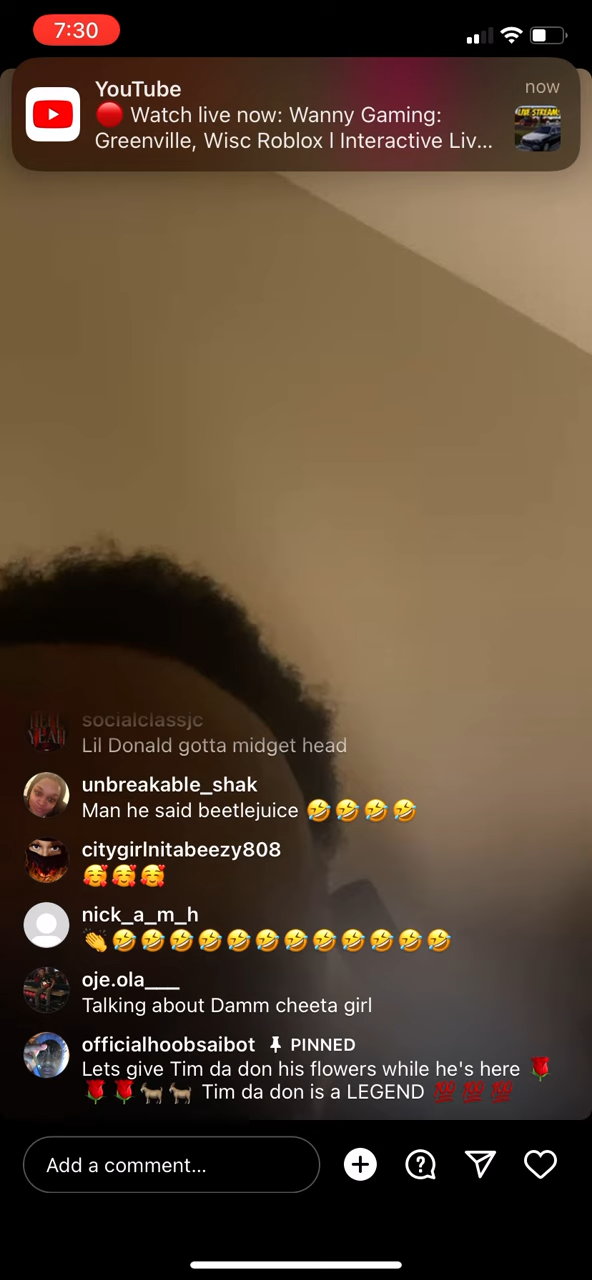 7:30
YouTube
now
🔴 Watch live now: Wanny Gaming:
Greenville, Wisc Roblox l Interactive Liv...
LIVE STREAM
socialclassjc
Lil Donald gotta midget head
unbreakable_shak
Man he said beetlejuice 🤣🤣🤣🤣
citygirlnitabeezy808
🥰🥰🥰
nick_a_m_h
👏🤣🤣🤣🤣🤣🤣🤣🤣🤣🤣🤣🤣
oje.ola___
Talking about Damm cheeta girl
officialhoobsaibot PINNED
Lets give Tim da don his flowers while he's here 🌹
🌹🌹🐐🐐 Tim da don is a LEGEND 💯💯💯
Add a comment...